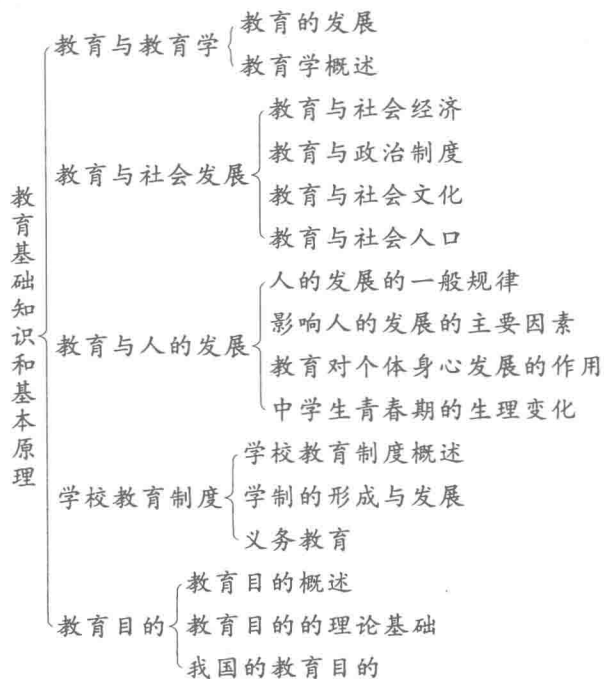 教育基础知识和基本原理
教育与教育学
教育的发展
教育学概述
教育与社会发展
教育与社会经济
教育与政治制度
教育与社会文化
教育与社会人口
教育与人的发展
人的发展的一般规律
影响人的发展的主要因素
教育对个体身心发展的作用
中学生青春期的生理变化
学校教育制度
学校教育制度概述
学制的形成与发展
义务教育
教育目的
教育目的概述
教育目的的理论基础
我国的教育目的